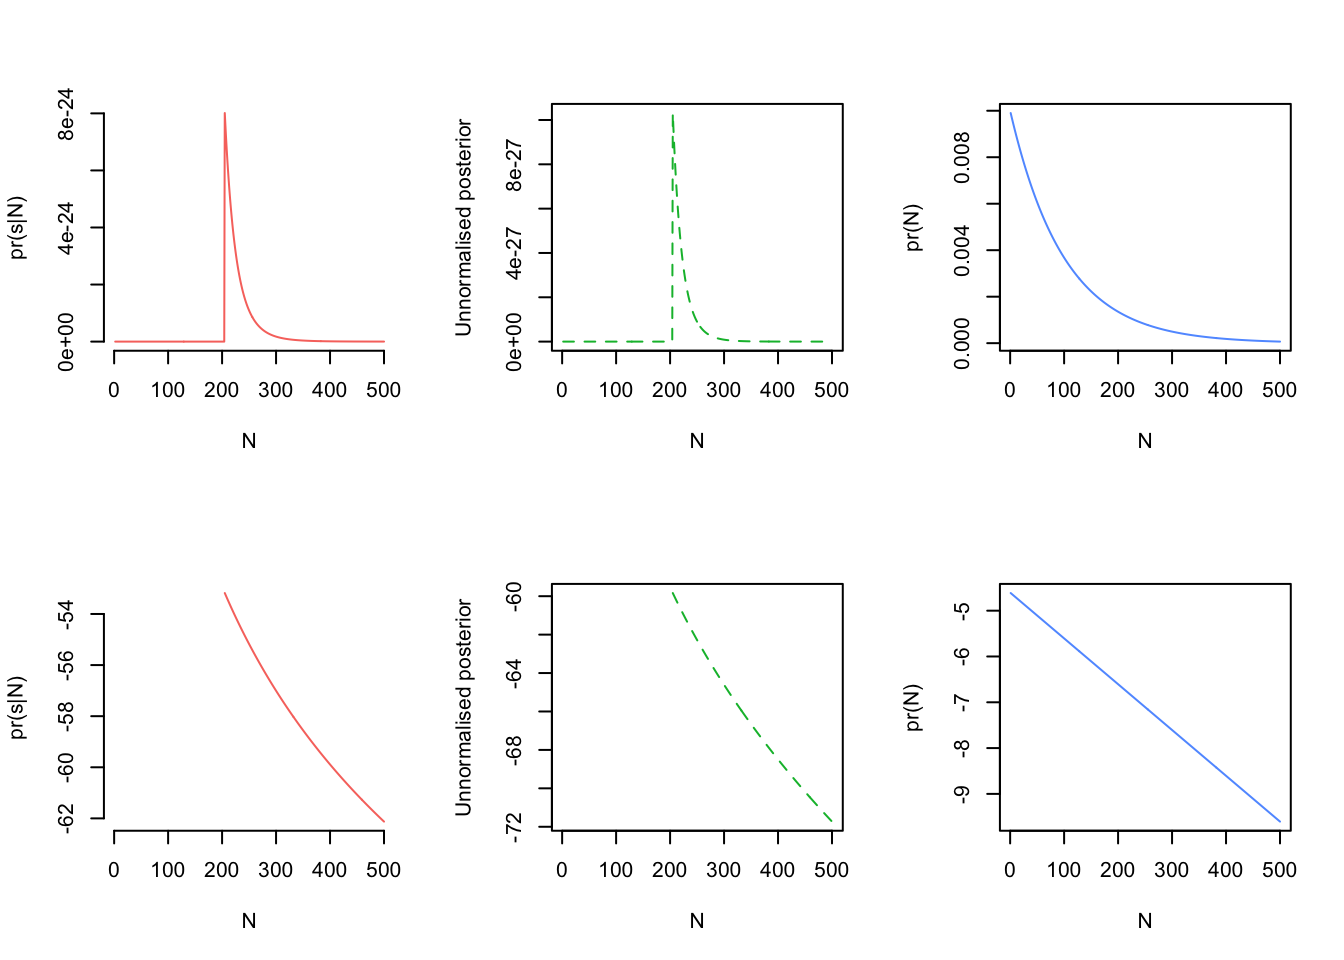 pr(s|N)
8e-24
4e-24
0e+00
0 100 200 300 400 500
N
Unnormalised posterior
8e-27
4e-27
0e+00
0 100 200 300 400 500
N
pr(N)
0.008
0.004
0.000
0 100 200 300 400 500
N
pr(s|N)
-54
-56
-58
-60
-62
0 100 200 300 400 500
N
Unnormalised posterior
-60
-64
-68
-72
0 100 200 300 400 500
N
pr(N)
-5
-6
-7
-8
-9
0 100 200 300 400 500
N